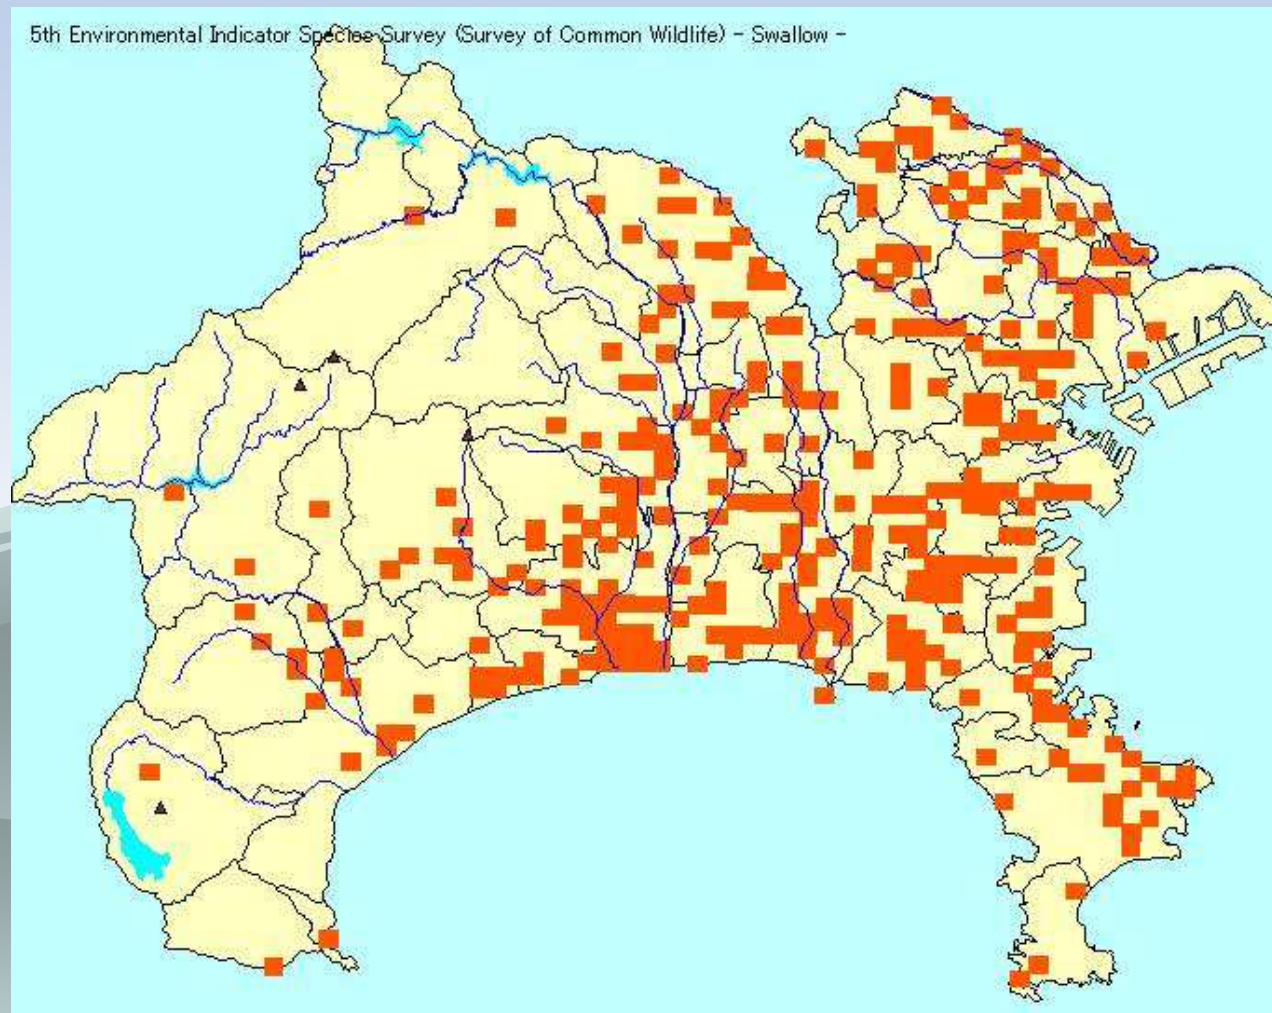 5th Environmental Indicator Species Survey (Survey of Common Wildlife) - Swallow -